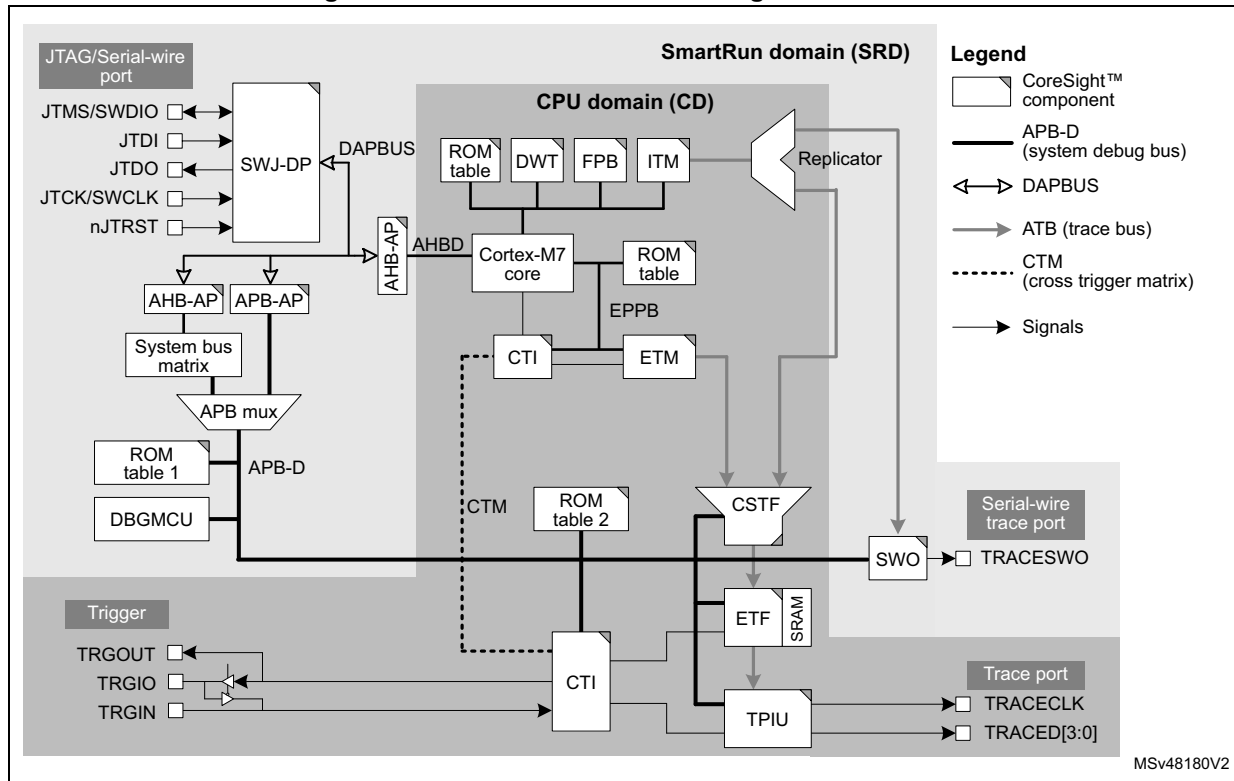 SmartRun domain (SRD)
JTAG/Serial-wire
port
JTMS/SWDIO
JTDI
JTDO
JTCK/SWCLK
nJTRST
SWJ-DP
DAPBUS
CPU domain (CD)
ROM
table
DWT
FPB
ITM
Replicator
AHB-AP
AHBD
Cortex-M7
core
ROM
table
EPPB
AHB-AP
APB-AP
System bus
matrix
CTI
ETM
APB mux
ROM
table 1
APB-D
DBGMCU
CTM
ROM
table 2
CSTF
Serial-wire
trace port
SWO
TRACESWO
ETF
SRAM
Trigger
TRGOUT
TRGIO
TRGIN
CTI
TPIU
Trace port
TRACECLK
TRACED[3:0]
Legend
CoreSight™
component
APB-D
(system debug bus)
DAPBUS
ATB (trace bus)
CTM
(cross trigger matrix)
Signals
MSv48180V2